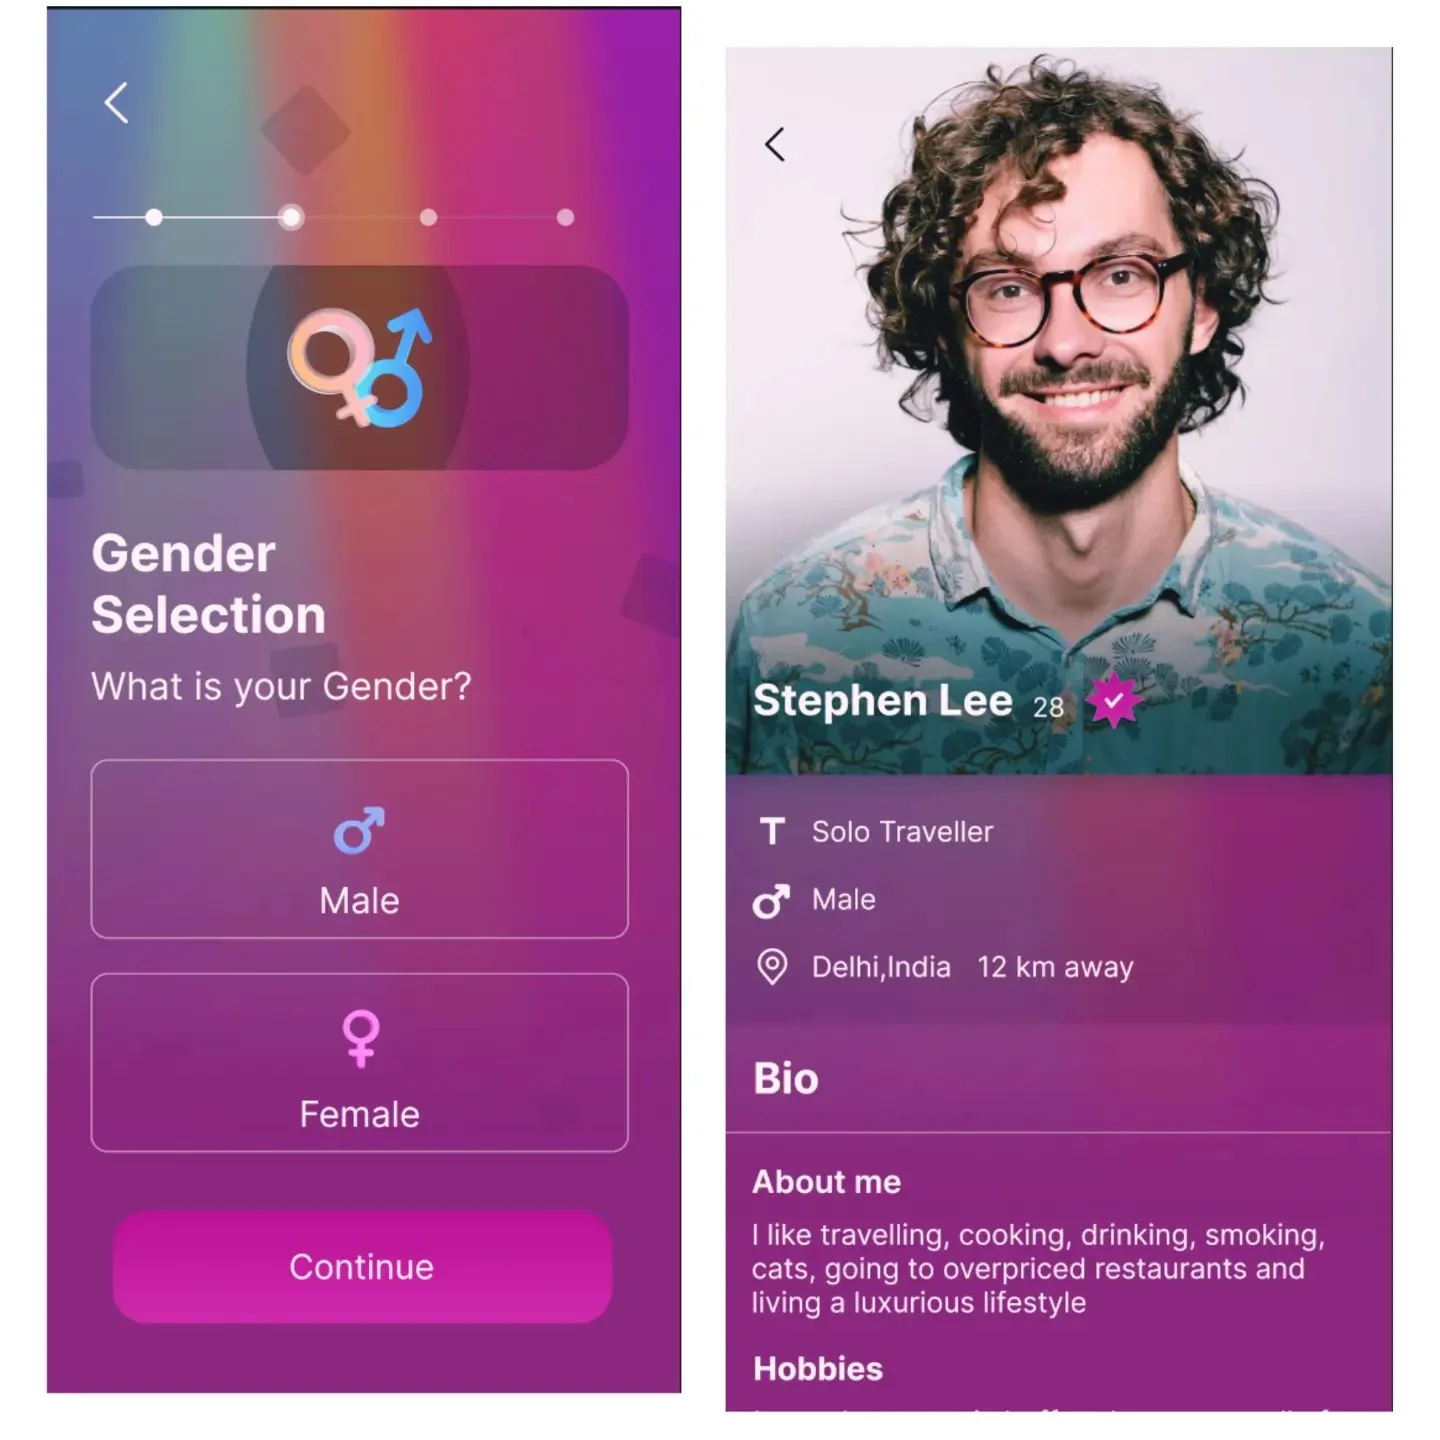 Gender
Selection
What is your Gender?
Male
Female
Continue
Stephen Lee 28
T Solo Traveller
Male
Delhi,India 12 km away
Bio
About me
I like travelling, cooking, drinking, smoking,
cats, going to overpriced restaurants and
living a luxurious lifestyle
Hobbies